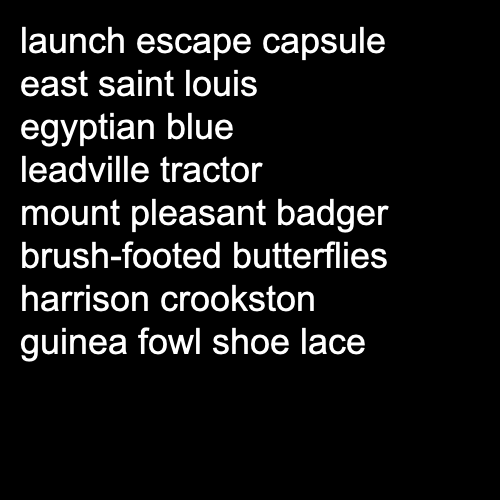 launch escape capsule
east saint louis
egyptian blue
leadville tractor
mount pleasant badger
brush-footed butterflies
harrison crookston
guinea fowl shoe lace